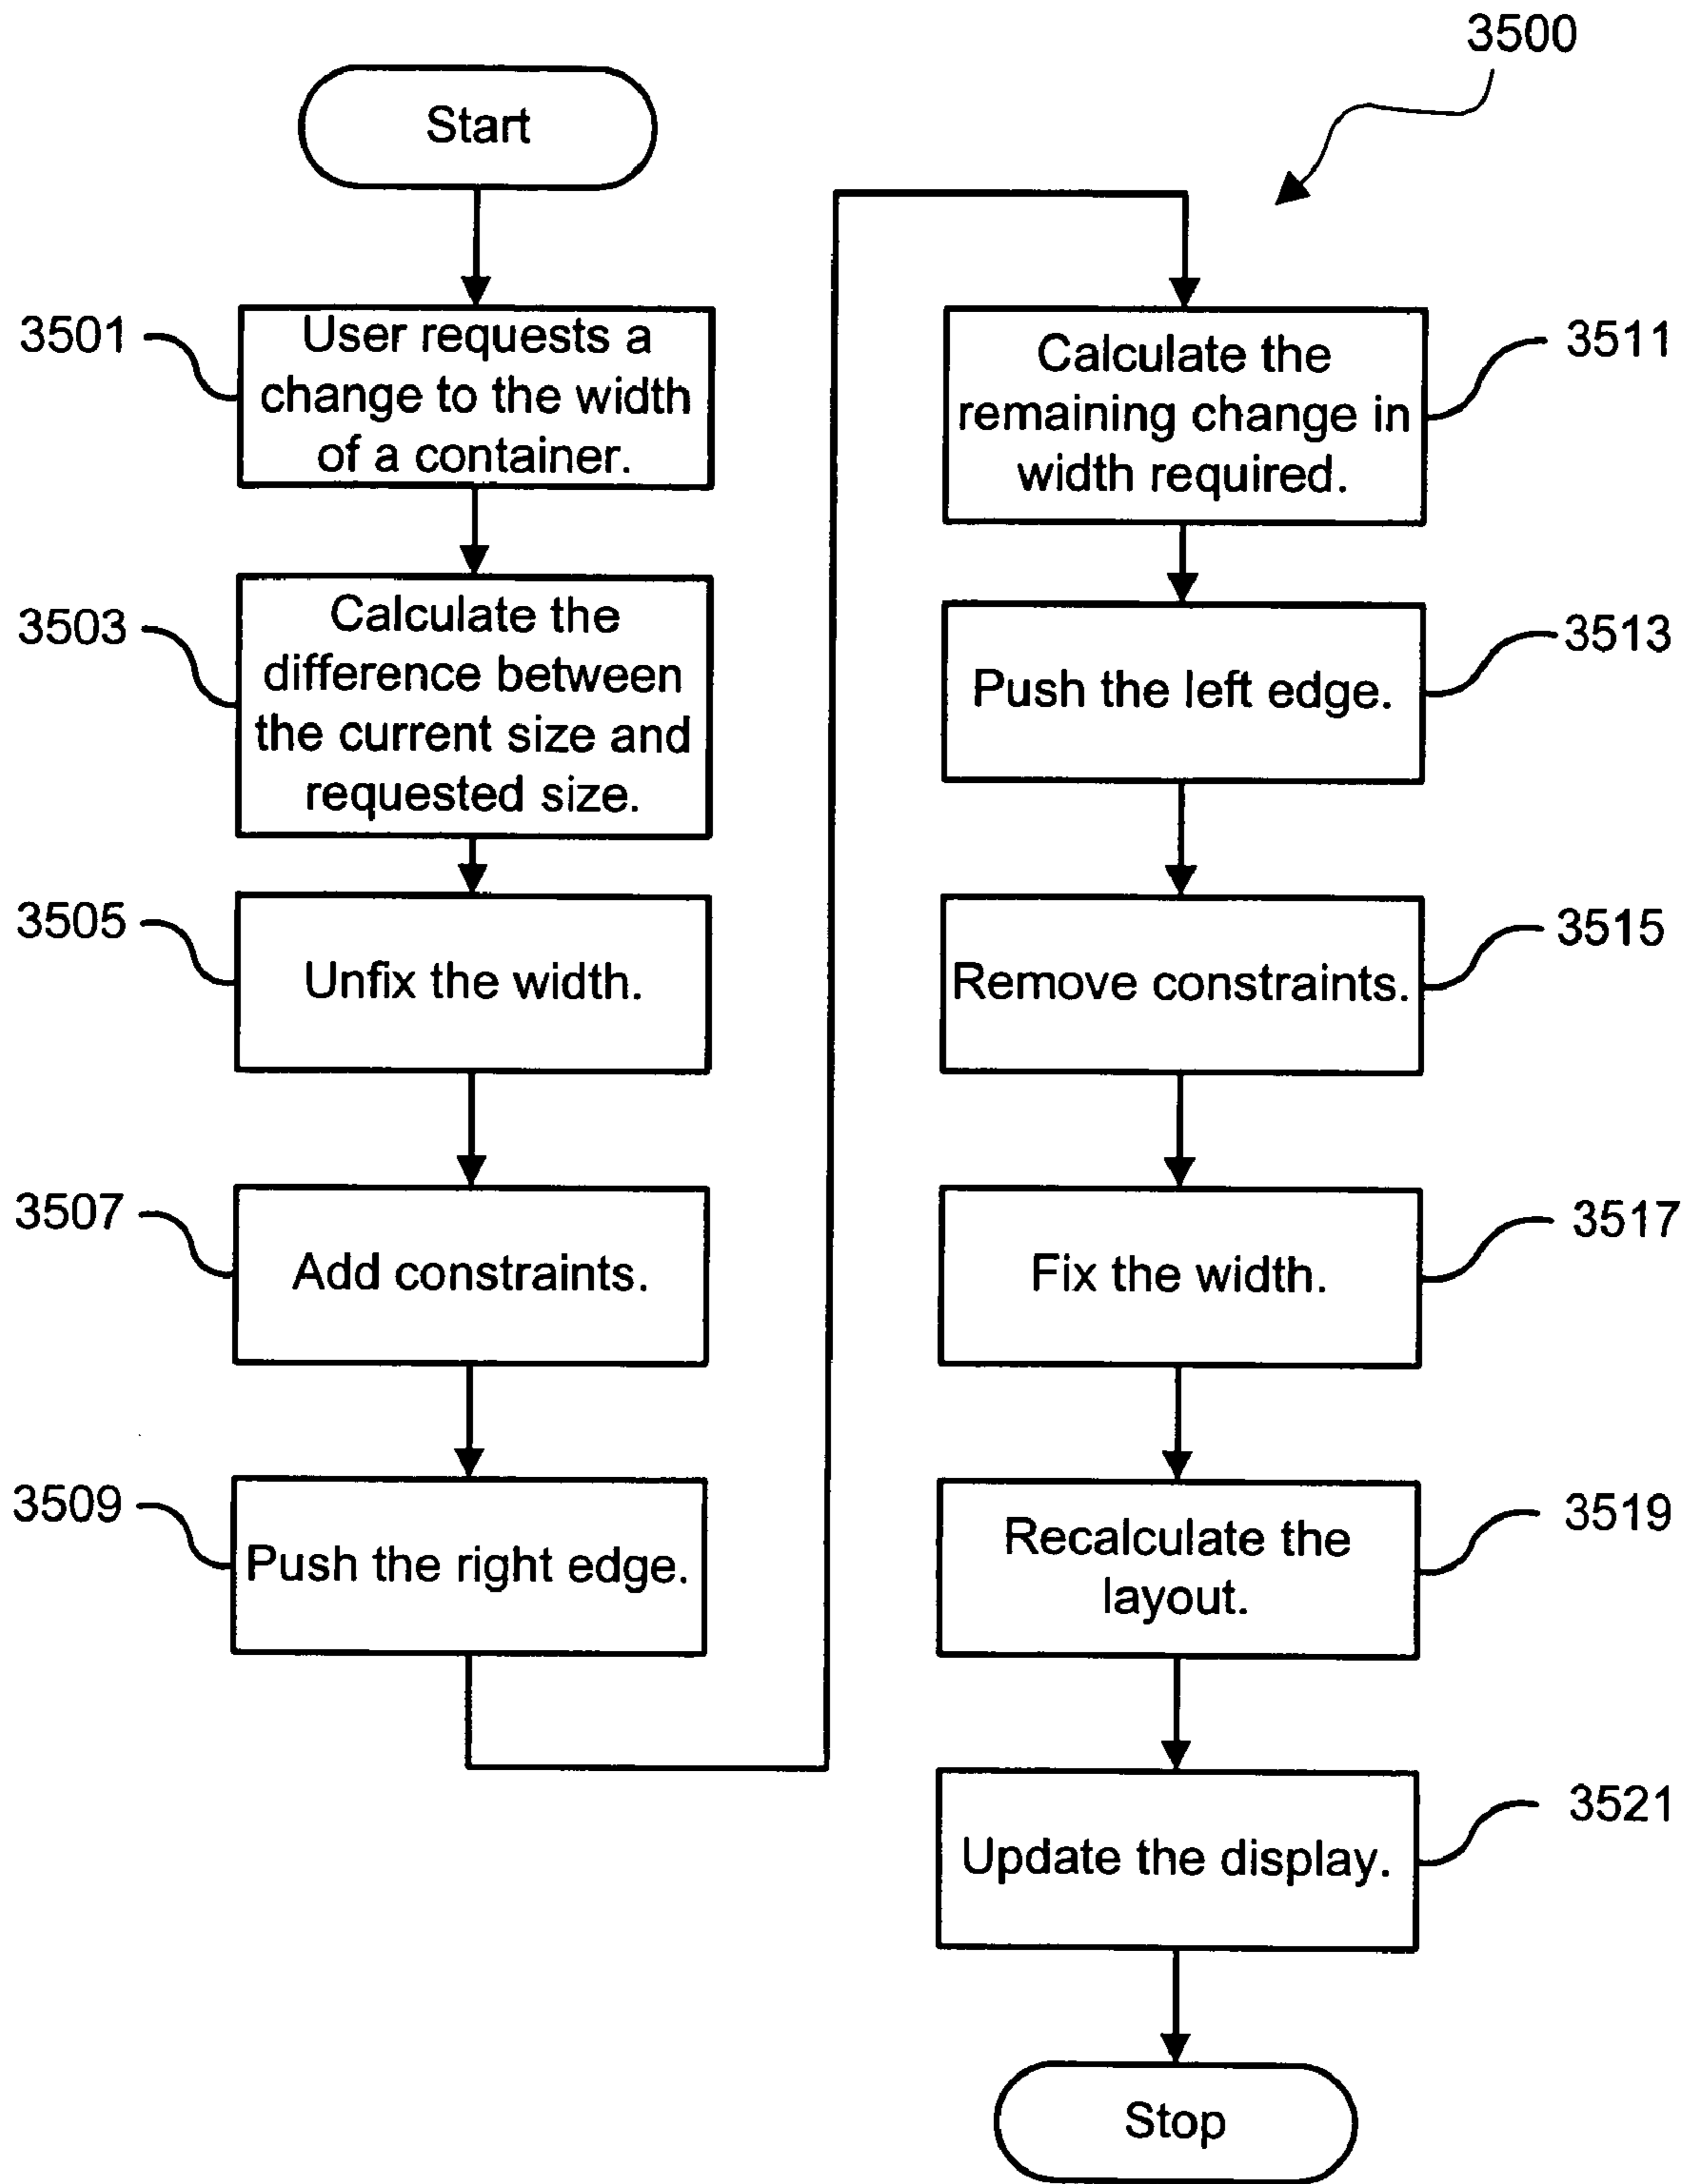 3500
Start
3501
User requests a
change to the width
of a container.
3503
Calculate the
difference between
the current size and
requested size.
3505
Unfix the width.
3507
Add constraints.
3509
Push the right edge.
3511
Calculate the
remaining change in
width required.
3513
Push the left edge.
3515
Remove constraints.
3517
Fix the width.
3519
Recalculate the
layout.
3521
Update the display.
Stop